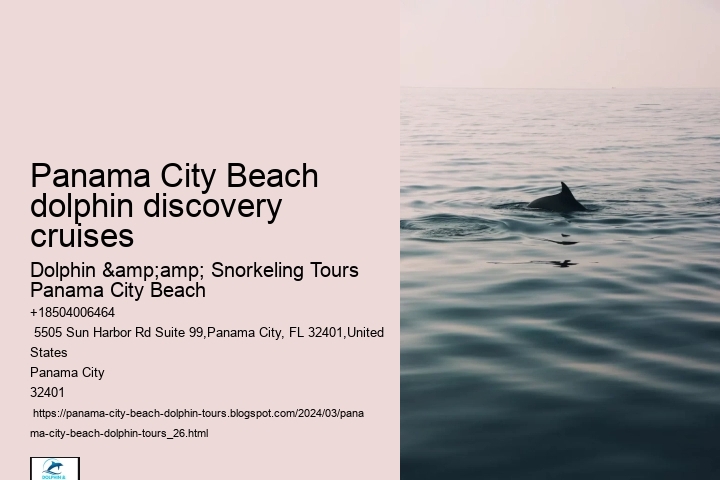 Panama City Beach
dolphin discovery
cruises
Dolphin &amp;amp; Snorkeling Tours
Panama City Beach
+18504006464
5505 Sun Harbor Rd Suite 99,Panama City, FL 32401,United
States
Panama City
32401
https://panama-city-beach-dolphin-tours.blogspot.com/2024/03/pana
ma-city-beach-dolphin-tours_26.html
DOLPHIN &